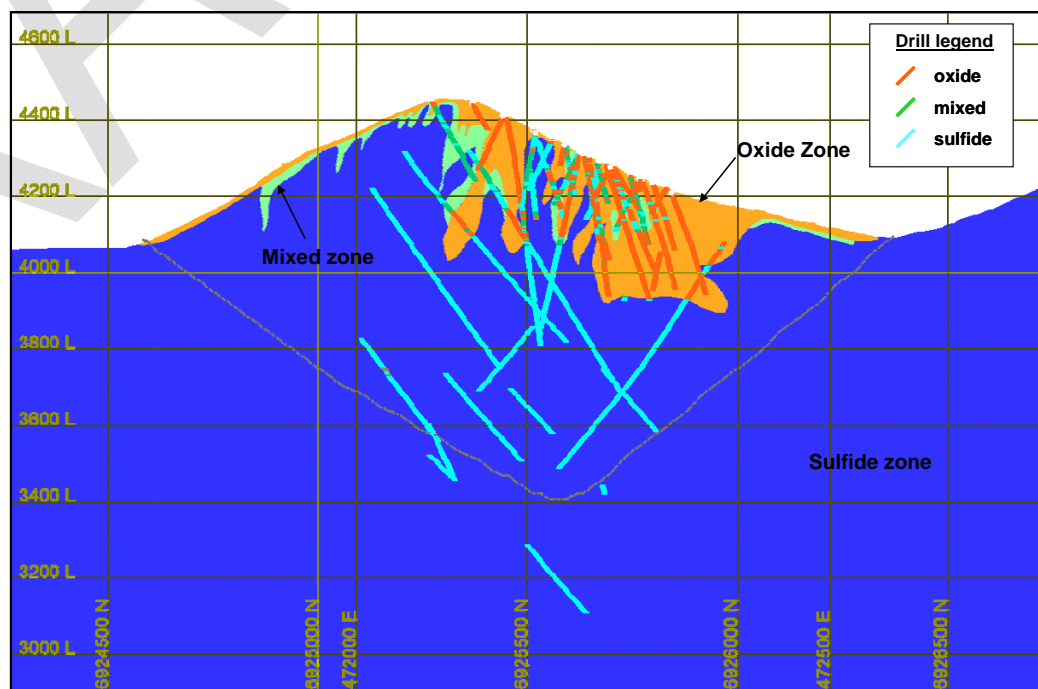 4600 L
Drill legend
oxide
mixed
sulfide
4400 L
Oxide Zone
4200 L
Mixed zone
4000 L
3800 L
3600 L
Sulfide zone
3400 L
3200 L
3000 L
6924500 N
6925000 N
472000 E
6925500 N
6926000 N
472500 E
6926500 N